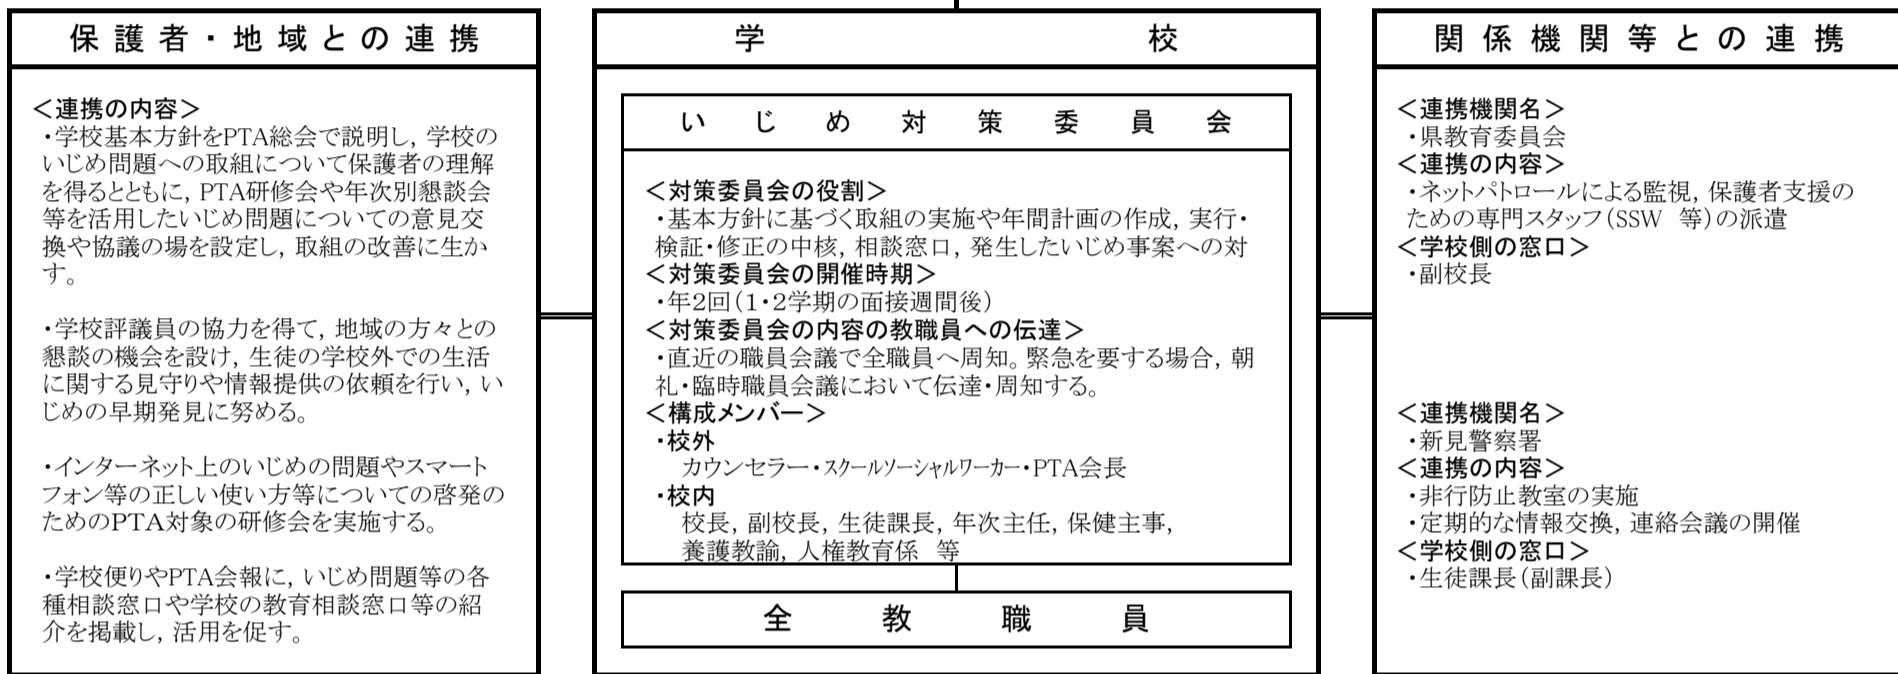 保護者・地域との連携
＜連携の内容＞
・学校基本方針をPTA総会で説明し，学校の
いじめ問題への取組について保護者の理解
を得るとともに，PTA研修会や年次別懇談会
等を活用したいじめ問題についての意見交
換や協議の場を設定し，取組の改善に生か
す。
・学校評議員の協力を得て，地域の方々との
懇談の機会を設け，生徒の学校外での生活
に関する見守りや情報提供の依頼を行い，い
じめの早期発見に努める。
・インターネット上のいじめの問題やスマート
フォン等の正しい使い方等についての啓発の
ためのPTA対象の研修会を実施する。
・学校便りやPTA会報に，いじめ問題等の各
種相談窓口や学校の教育相談窓口等の紹
介を掲載し，活用を促す。
学校
いじめ対策委員会
＜対策委員会の役割＞
・基本方針に基づく取組の実施や年間計画の作成，実行・
検証・修正の中核，相談窓口，発生したいじめ事案への対
＜対策委員会の開催時期＞
・年2回（1・2学期の面接週間後）
＜対策委員会の内容の教職員への伝達＞
・直近の職員会議で全職員へ周知。緊急を要する場合，朝
礼・臨時職員会議において伝達・周知する。
＜構成メンバー＞
・校外
カウンセラー・スクールソーシャルワーカー・PTA会長
・校内
校長，副校長，生徒課長，年次主任，保健主事，
養護教諭，人権教育係　等
全教職員
関係機関等との連携
＜連携機関名＞
・県教育委員会
＜連携の内容＞
・ネットパトロールによる監視，保護者支援の
ための専門スタッフ（SSW　等）の派遣
＜学校側の窓口＞
・副校長
＜連携機関名＞
・新見警察署
＜連携の内容＞
・非行防止教室の実施
・定期的な情報交換，連絡会議の開催
＜学校側の窓口＞
・生徒課長（副課長）